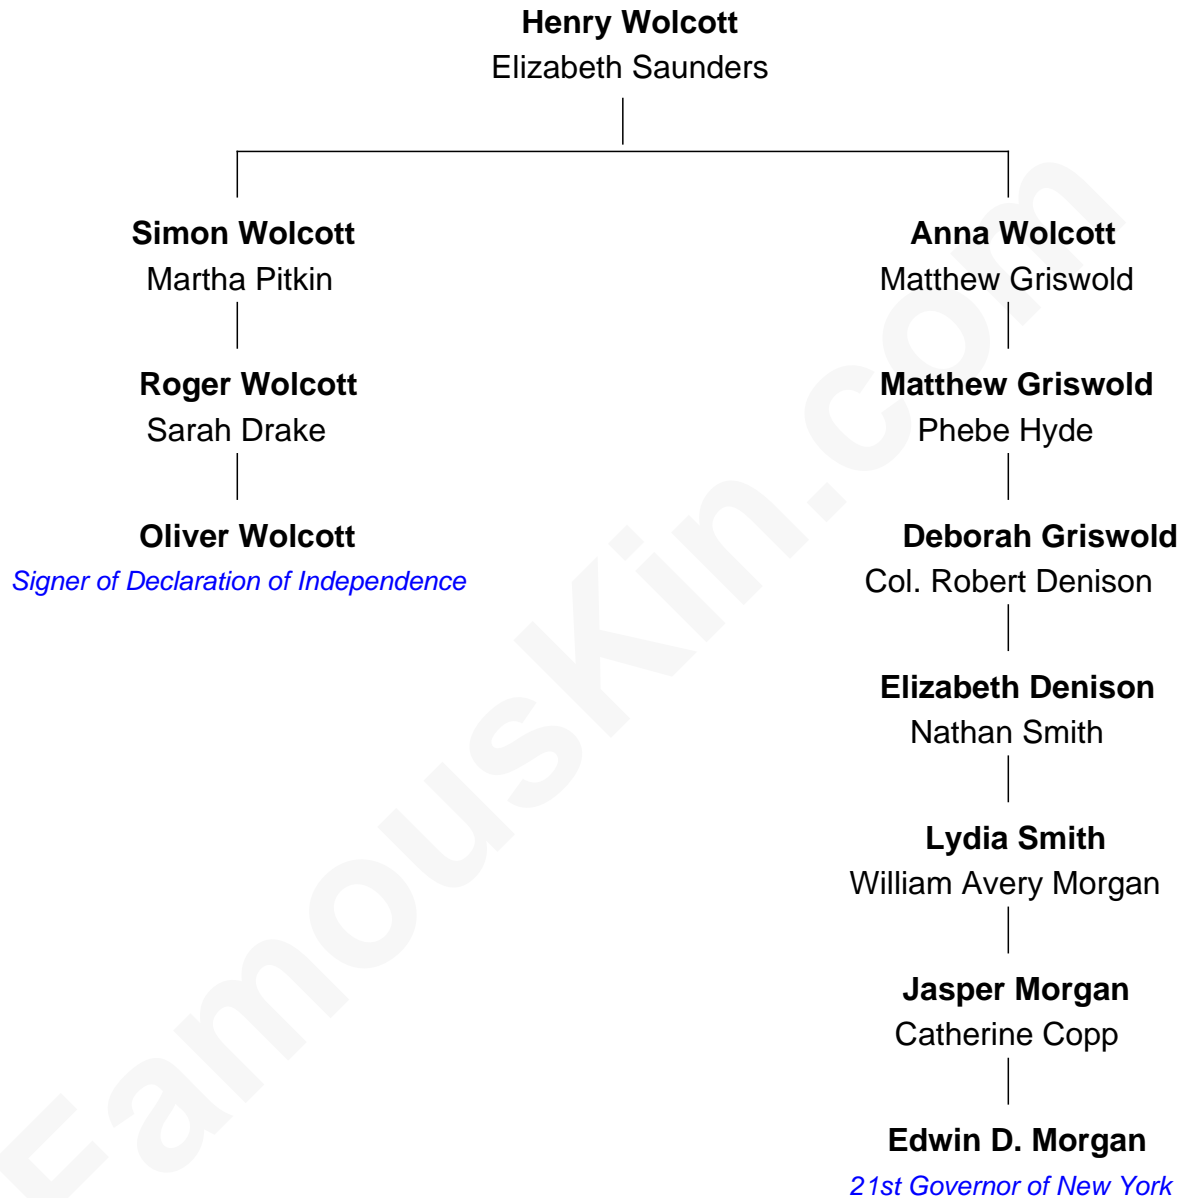 Henry Wolcott
Elizabeth Saunders
Simon Wolcott
Martha Pitkin
Roger Wolcott
Sarah Drake
Oliver Wolcott
Signer of Declaration of Independence
Anna Wolcott
Matthew Griswold
Matthew Griswold
Phebe Hyde
Deborah Griswold
Col. Robert Denison
Elizabeth Denison
Nathan Smith
Lydia Smith
William Avery Morgan
Jasper Morgan
Catherine Copp
Edwin D. Morgan
21st Governor of New York
FamousKin.com